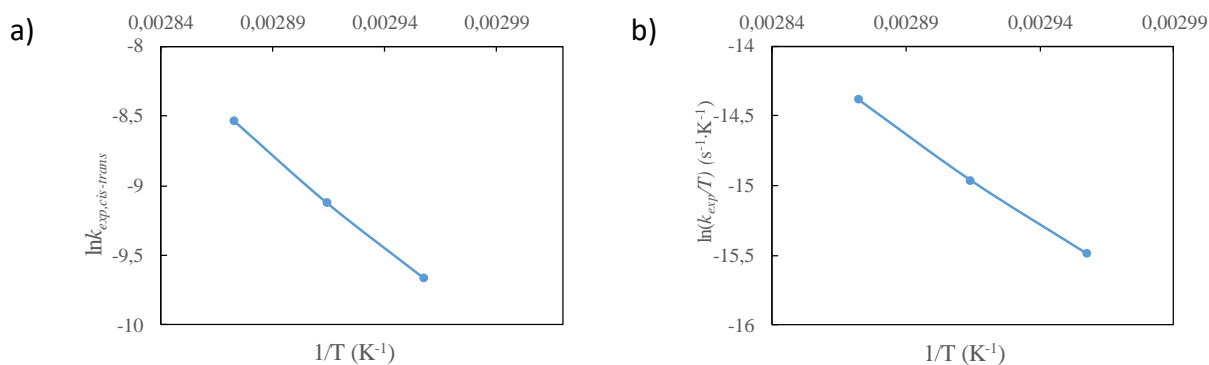 a)
0,00284 0,00289 0,00294 0,00299
-8
-8.5
-9
-9.5
-10
lnk_exp,cis-trans
1/T (K⁻¹)
b)
0,00284 0,00289 0,00294 0,00299
-14
-14,5
-15
-15,5
-16
ln(k_exp/T) (s⁻¹·K⁻¹)
1/T (K⁻¹)